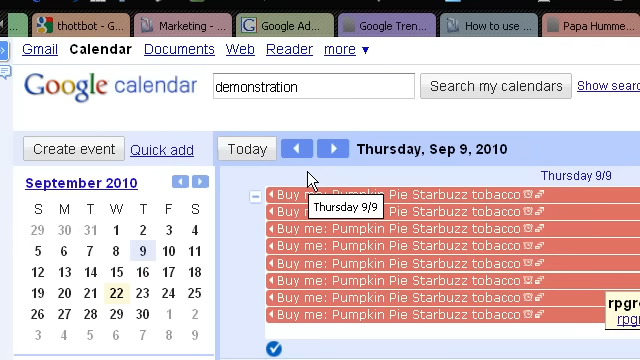 thottbot - G...
Marketing -
Google Ad...
Google Tren...
How to use ...
Papa Humme...
Gmail Calendar Documents Web Reader more ▼
Google calendar
demonstration
Search my calendars
Show searc
Create event
Quick add
Today
Thursday, Sep 9, 2010
September 2010
S M T W T F S
29 30 31 1 2 3 4
5 6 7 8 9 10 11
12 13 14 15 16 17 18
19 20 21 22 23 24 25
26 27 28 29 30 1 2
3 4 5 6 7 8 9
Thursday 9/9
Buy me: Pumpkin Pie Starbuzz tobacco
Buy me: Pumpkin Pie Starbuzz tobacco
Thursday 9/9
Buy me: Pumpkin Pie Starbuzz tobacco
Buy me: Pumpkin Pie Starbuzz tobacco
Buy me: Pumpkin Pie Starbuzz tobacco
Buy me: Pumpkin Pie Starbuzz tobacco
Buy me: Pumpkin Pie Starbuzz tobacco
Buy me: Pumpkin Pie Starbuzz tobacco
rpgr
rpgr